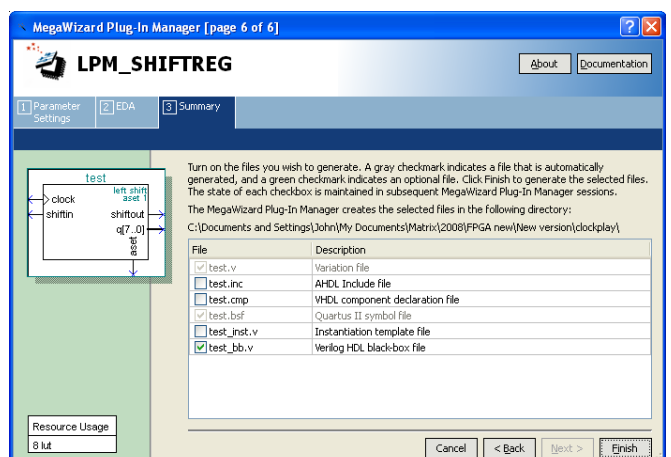 MegaWizard Plug-In Manager [page 6 of 6]
LPM_SHIFTREG
About
Documentation
1 Parameter Settings
2 EDA
3 Summary
test
left shift
aset 1
clock
shiftin
shiftout
q[7..0]
aset
Turn on the files you wish to generate. A gray checkmark indicates a file that is automatically
generated, and a green checkmark indicates an optional file. Click Finish to generate the selected files.
The state of each checkbox is maintained in subsequent MegaWizard Plug-In Manager sessions.
The MegaWizard Plug-In Manager creates the selected files in the following directory:
C:\Documents and Settings\John\My Documents\Matrix\2008\FPGA new\New version\clockplay\
File Description
test.v Variation file
test.inc AHDL Include file
test.cmp VHDL component declaration file
test.bsf Quartus II symbol file
test_inst.v Instantiation template file
test_bb.v Verilog HDL black-box file
Resource Usage
8 lut
Cancel < Back Next > Finish